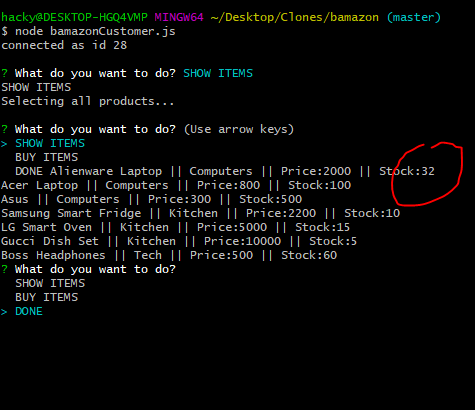 hacky@DESKTOP-HGQ4VMP MINGW64 ~/Desktop/Clones/bamazon (master)
$ node bamazonCustomer.js
connected as id 28
? What do you want to do? SHOW ITEMS
SHOW ITEMS
Selecting all products...
? What do you want to do? (Use arrow keys)
> SHOW ITEMS
  BUY ITEMS
  DONE Alienware Laptop || Computers || Price:2000 || Stock:32
Acer Laptop || Computers || Price:800 || Stock:100
Asus || Computers || Price:300 || Stock:500
Samsung Smart Fridge || Kitchen || Price:2200 || Stock:10
LG Smart Oven || Kitchen || Price:5000 || Stock:15
Gucci Dish Set || Kitchen || Price:10000 || Stock:5
Boss Headphones || Tech || Price:500 || Stock:60
? What do you want to do?
  SHOW ITEMS
  BUY ITEMS
> DONE